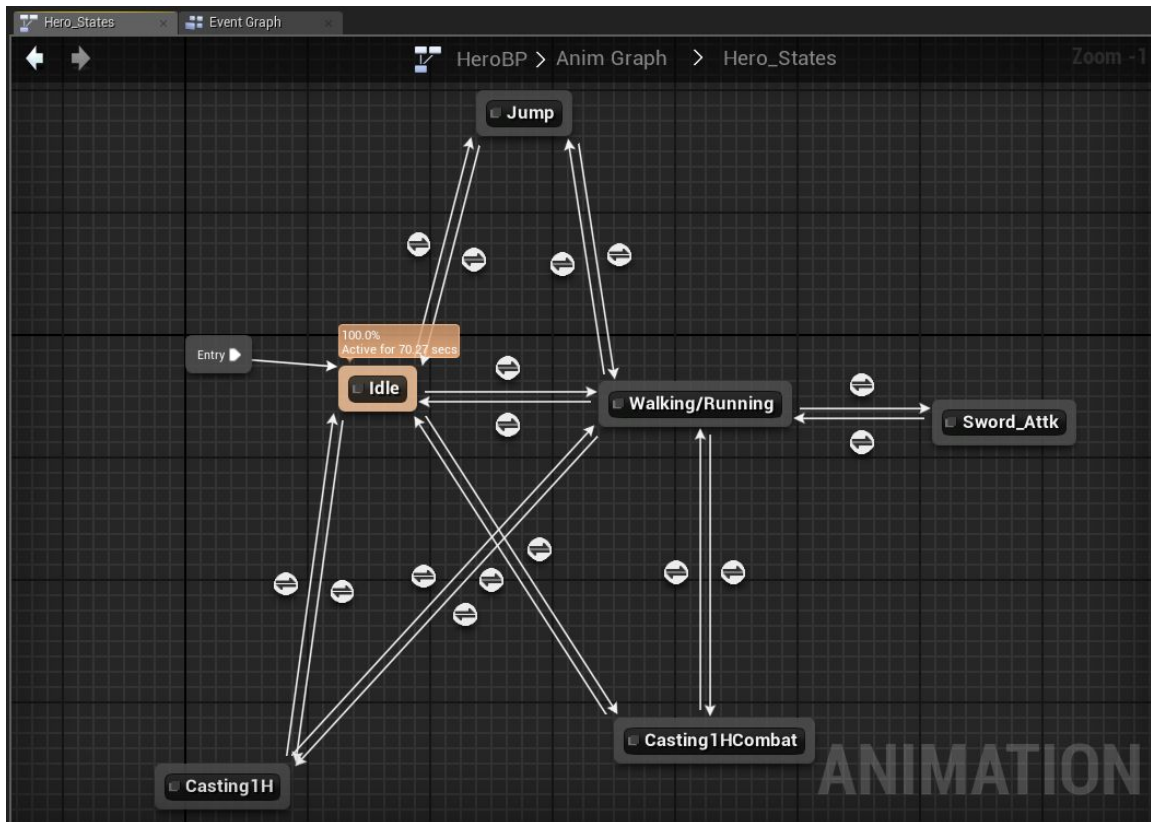 Hero_States
Event Graph
HeroBP > Anim Graph > Hero_States
Zoom -1
Jump
Entry
100.0%
Active for 70.27 secs
Idle
Walking/Running
Sword_Attk
Casting1HCombat
Casting1H
ANIMATION